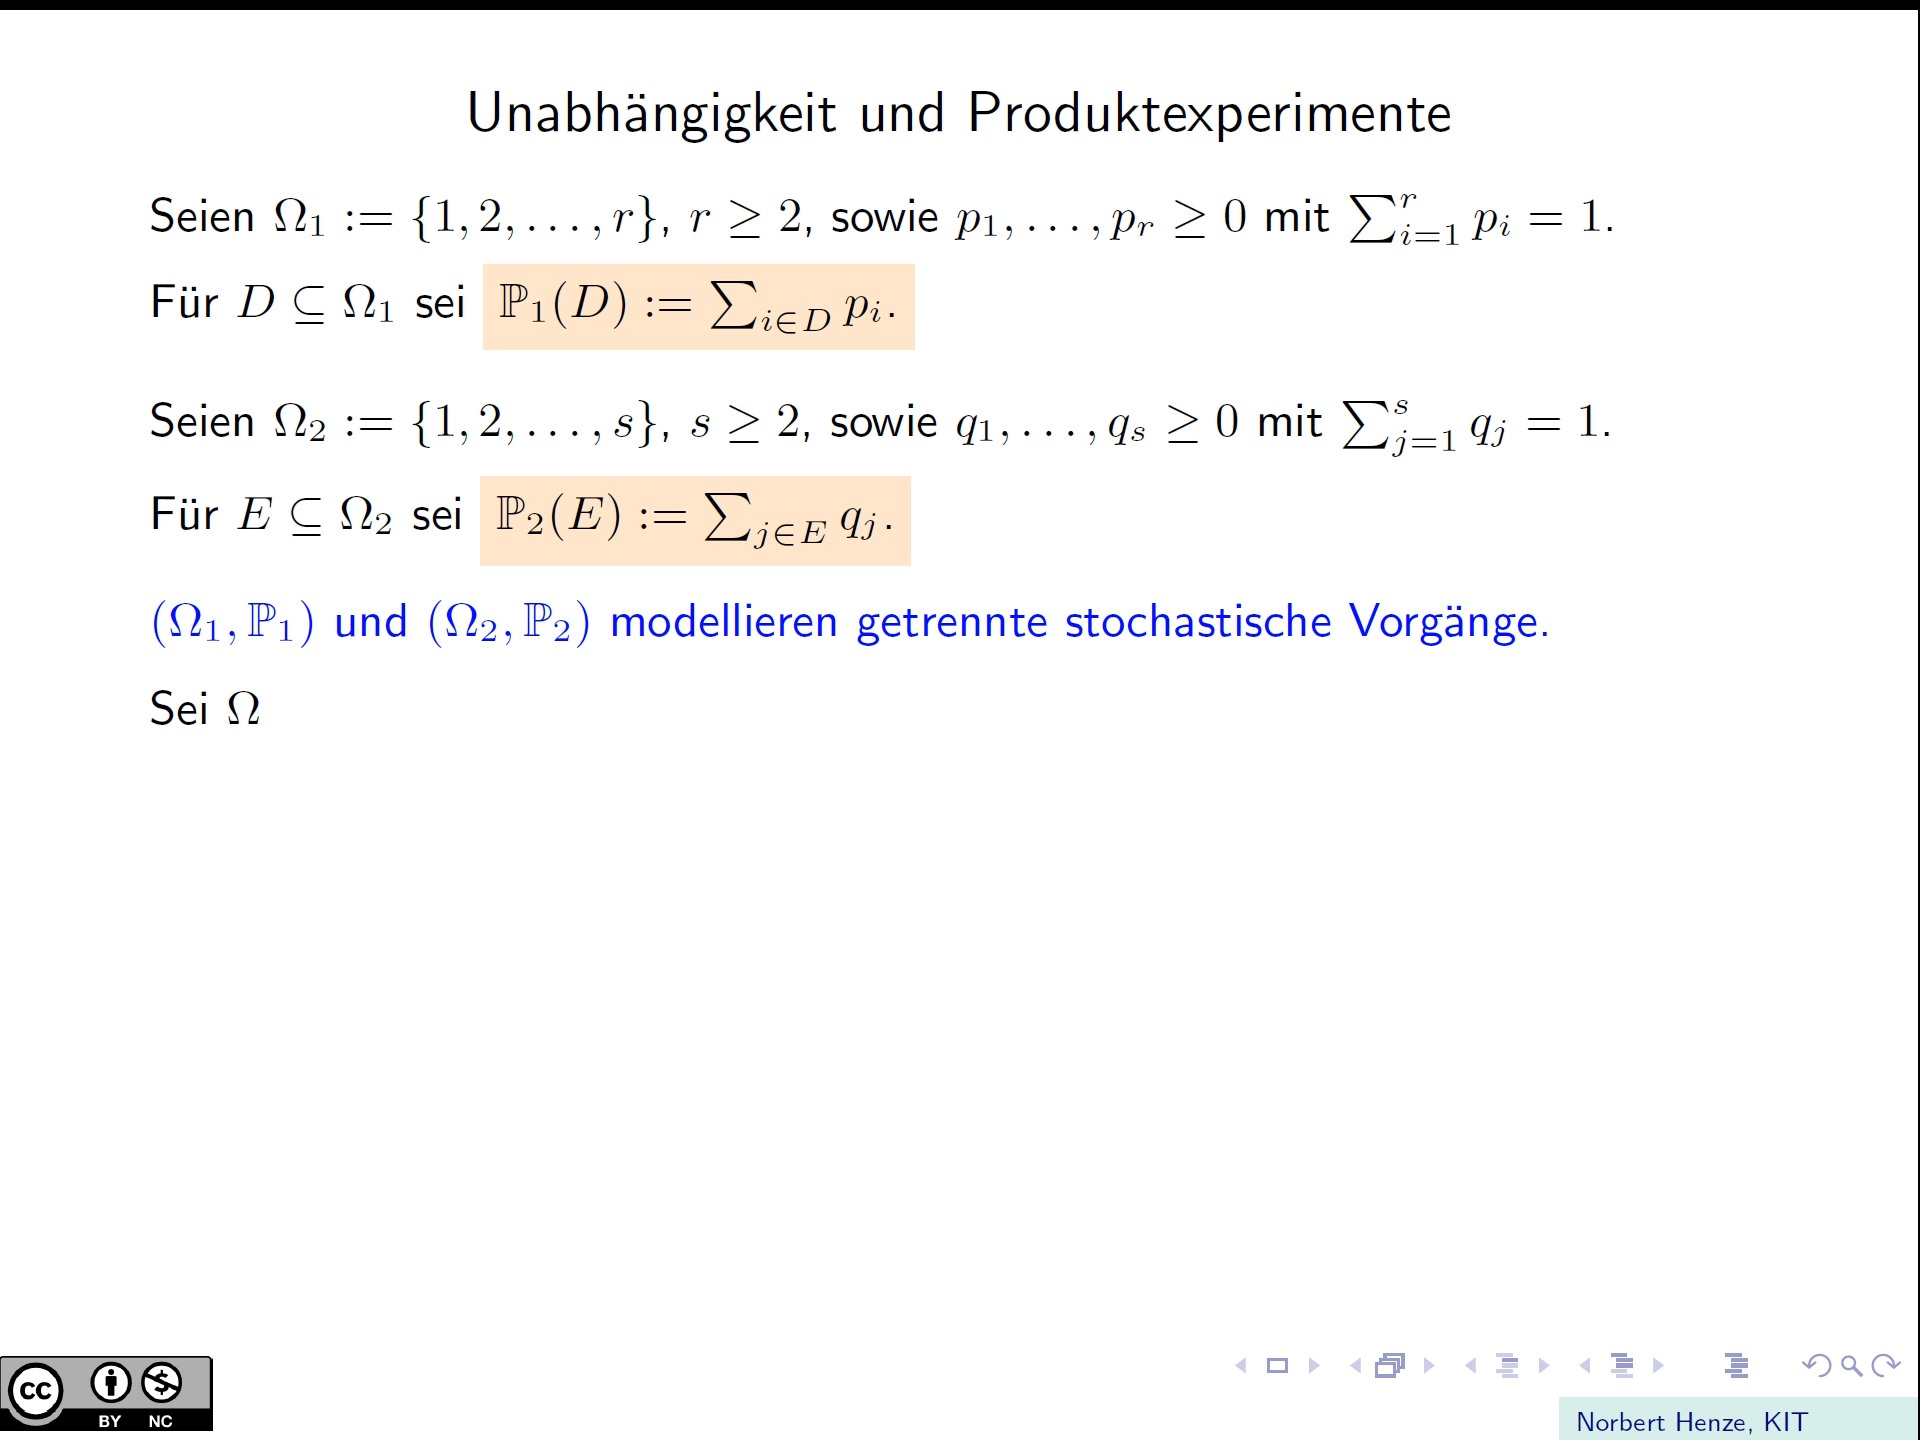 Unabhängigkeit und Produktexperimente
Seien Ω₁ := {1, 2, . . . , r}, r ≥ 2, sowie p₁, . . . , pᵣ ≥ 0 mit ∑ʳᵢ₌₁ pᵢ = 1.
Für D ⊆ Ω₁ sei ℙ₁(D) := ∑_{i∈D} pᵢ.
Seien Ω₂ := {1, 2, . . . , s}, s ≥ 2, sowie q₁, . . . , qₛ ≥ 0 mit ∑ˢⱼ₌₁ qⱼ = 1.
Für E ⊆ Ω₂ sei ℙ₂(E) := ∑_{j∈E} qⱼ.
(Ω₁, ℙ₁) und (Ω₂, ℙ₂) modellieren getrennte stochastische Vorgänge.
Sei Ω
cc BY NC
Norbert Henze, KIT